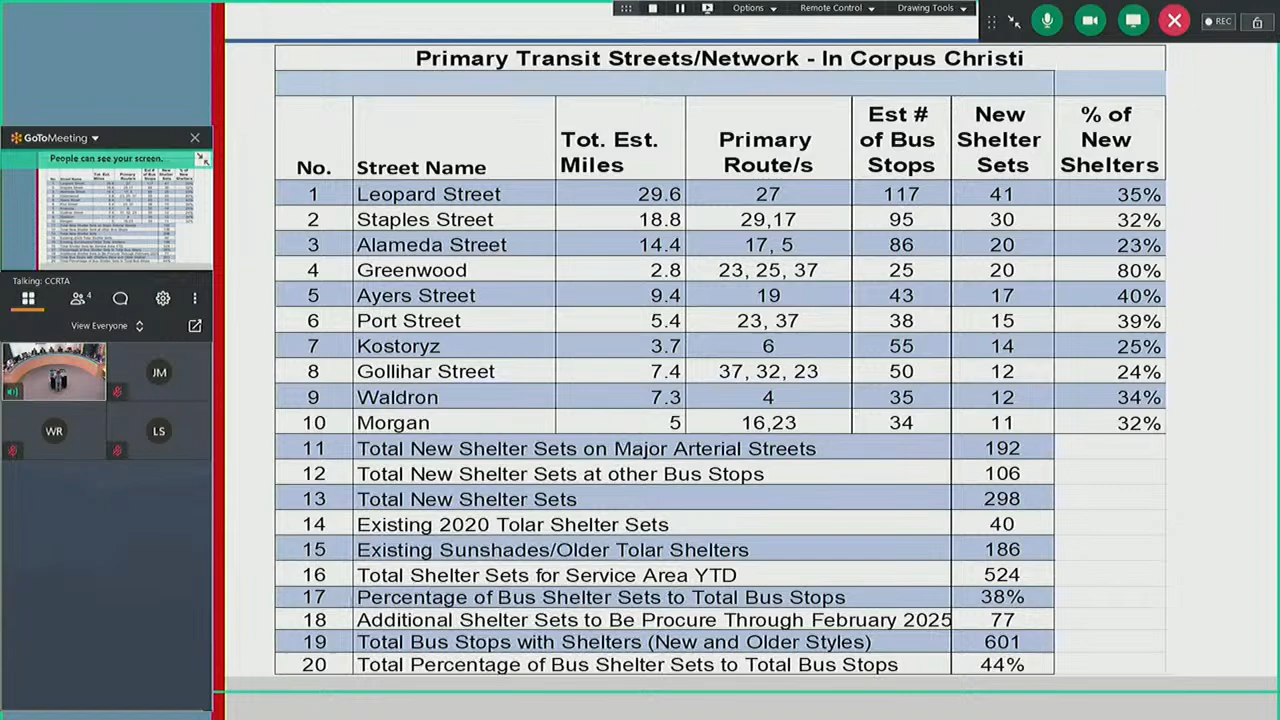 Options
Remote Control
Drawing Tools
REC
GoToMeeting
People can see your screen.
Talking: CCRTA
4
View Everyone
JM
WR
LS
Primary Transit Streets/Network - In Corpus Christi
No. Street Name Tot. Est. Miles Primary Route/s Est # of Bus Stops New Shelter Sets % of New Shelters
1 Leopard Street 29.6 27 117 41 35%
2 Staples Street 18.8 29,17 95 30 32%
3 Alameda Street 14.4 17, 5 86 20 23%
4 Greenwood 2.8 23, 25, 37 25 20 80%
5 Ayers Street 9.4 19 43 17 40%
6 Port Street 5.4 23, 37 38 15 39%
7 Kostoryz 3.7 6 55 14 25%
8 Gollihar Street 7.4 37, 32, 23 50 12 24%
9 Waldron 7.3 4 35 12 34%
10 Morgan 5 16,23 34 11 32%
11 Total New Shelter Sets on Major Arterial Streets 192
12 Total New Shelter Sets at other Bus Stops 106
13 Total New Shelter Sets 298
14 Existing 2020 Tolar Shelter Sets 40
15 Existing Sunshades/Older Tolar Shelters 186
16 Total Shelter Sets for Service Area YTD 524
17 Percentage of Bus Shelter Sets to Total Bus Stops 38%
18 Additional Shelter Sets to Be Procure Through February 2025 77
19 Total Bus Stops with Shelters (New and Older Styles) 601
20 Total Percentage of Bus Shelter Sets to Total Bus Stops 44%